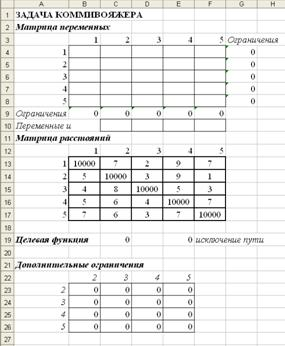 A B C D E F G H
1 ЗАДАЧА КОММИВОЯЖЕРА
2 Матрица переменных
3 1 2 3 4 5 Ограничения
4 1 0
5 2 0
6 3 0
7 4 0
8 5 0
9 Ограничения 0 0 0 0 0
10 Переменные u
11 Матрица расстояний
12 1 2 3 4 5
13 1 10000 7 2 9 7
14 2 5 10000 3 9 1
15 3 4 8 10000 5 3
16 4 5 6 4 10000 7
17 5 7 6 3 7 10000
18
19 Целевая функция 0 0 исключение пути
20
21 Дополнительные ограничения
22 2 3 4 5
23 2 0 0 0 0
24 3 0 0 0 0
25 4 0 0 0 0
26 5 0 0 0 0
27